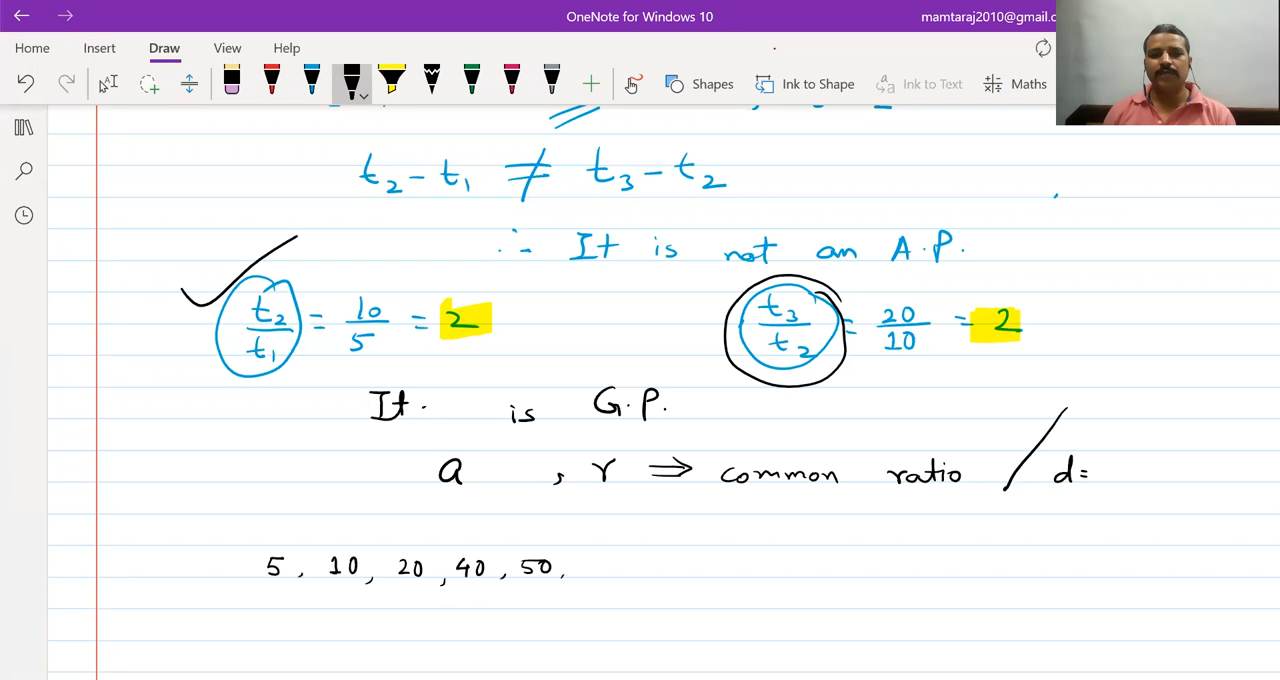 OneNote for Windows 10 mamtaraj2010@gmail.c
Home Insert Draw View Help
Shapes Ink to Shape Ink to Text Maths
t₂ - t₁ ≠ t₃ - t₂
∴ It is not an A.P.
t₂/t₁ = 10/5 = 2 t₃/t₂ = 20/10 = 2
It. is G.P.
a , r ⇒ common ratio / d=
5, 10, 20, 40, 50,